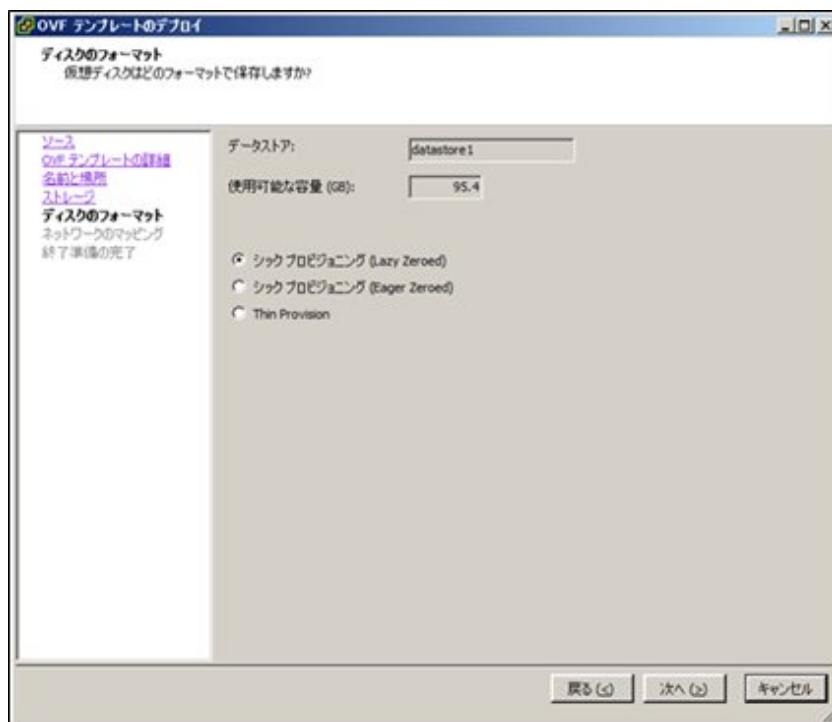 OVF テンプレートのデプロイ
ディスクのフォーマット
仮想ディスクはどのフォーマットで保存しますか?
ソース
OVF テンプレートの詳細
名前と場所
ストレージ
ディスクのフォーマット
ネットワークのマッピング
終了準備の完了
データストア:
datastore1
使用可能な容量 (GB):
95.4
シック プロビジョニング (Lazy Zeroed)
シック プロビジョニング (Eager Zeroed)
Thin Provision
戻る (≤)
次へ (≥)
キャンセル